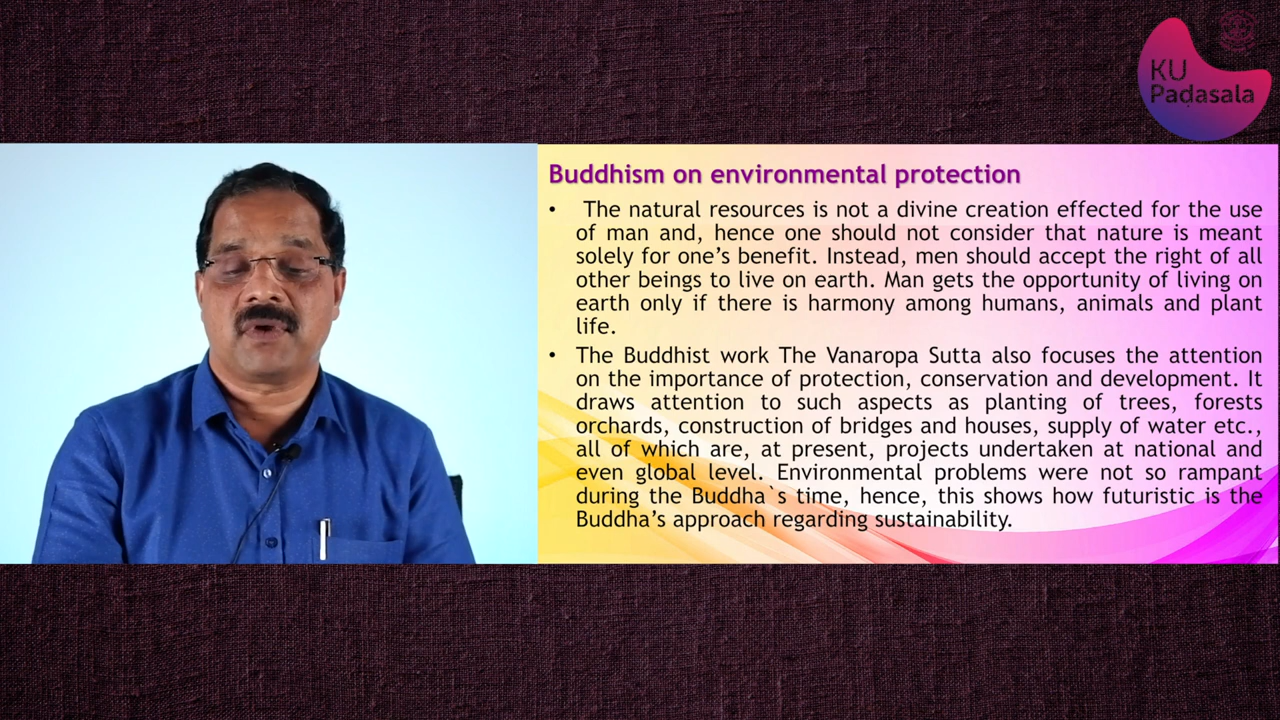 KU
Padasala
Buddhism on environmental protection
• The natural resources is not a divine creation effected for the use
of man and, hence one should not consider that nature is meant
solely for one’s benefit. Instead, men should accept the right of all
other beings to live on earth. Man gets the opportunity of living on
earth only if there is harmony among humans, animals and plant
life.
• The Buddhist work The Vanaropa Sutta also focuses the attention
on the importance of protection, conservation and development. It
draws attention to such aspects as planting of trees, forests
orchards, construction of bridges and houses, supply of water etc.,
all of which are, at present, projects undertaken at national and
even global level. Environmental problems were not so rampant
during the Buddha`s time, hence, this shows how futuristic is the
Buddha’s approach regarding sustainability.